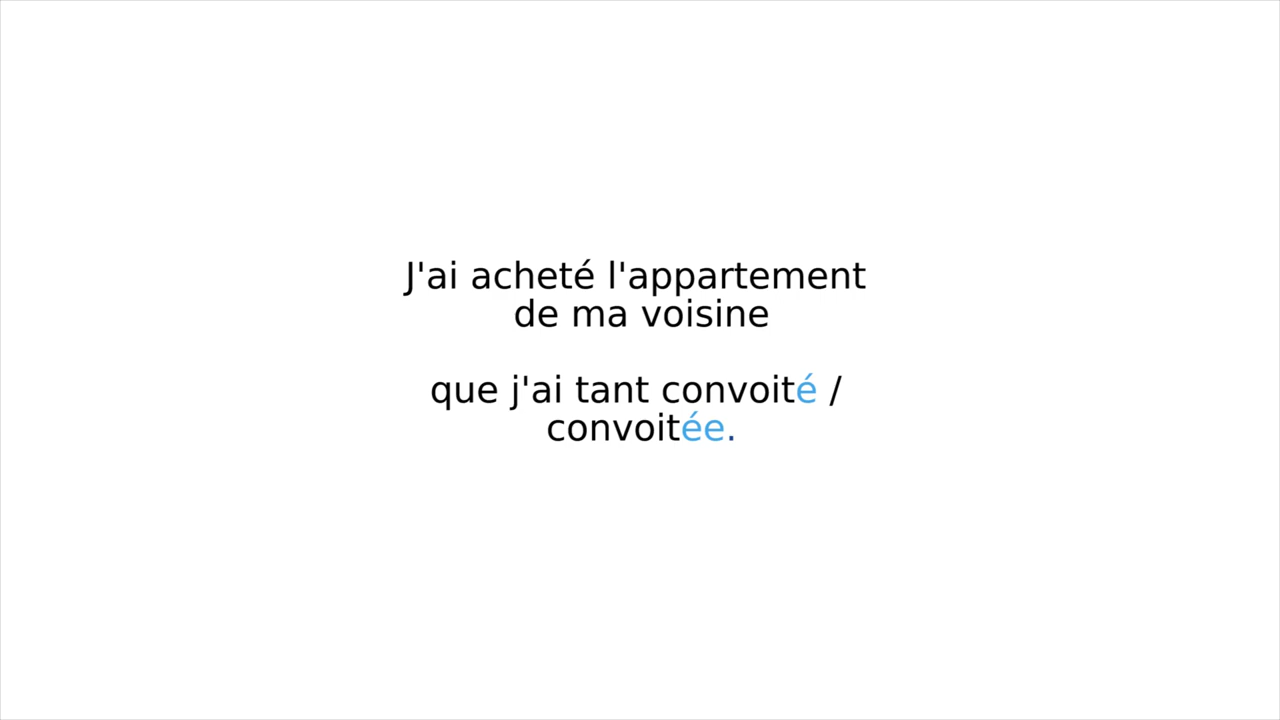 J'ai acheté l'appartement
de ma voisine
que j'ai tant convoité /
convoitée.